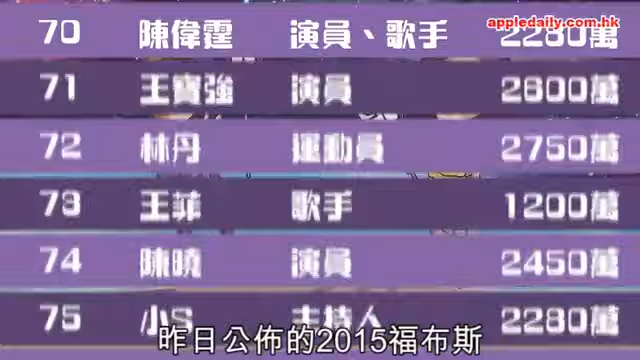 appledaily.com.hk
70 陳偉霆 演員、歌手 2280萬
71 王寶強 演員 2600萬
72 林丹 運動員 2750萬
73 王菲 歌手 1200萬
74 陳曉 演員 2450萬
75 小S 主持人 2280萬
昨日公佈的2015福布斯